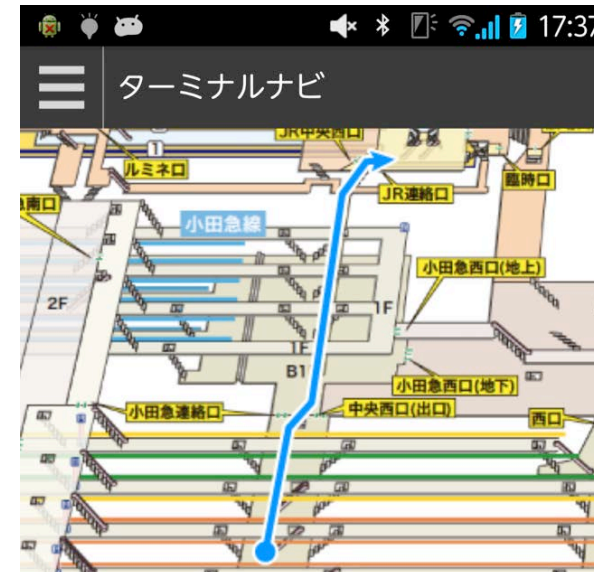 17:37
ターミナルナビ
JR中央西口
1
ルミネ口
JR連絡口
臨時口
急南口
小田急線
小田急西口(地上)
2F
1F
1F
B1
小田急西口(地下)
小田急連絡口
中央西口(出口)
西口